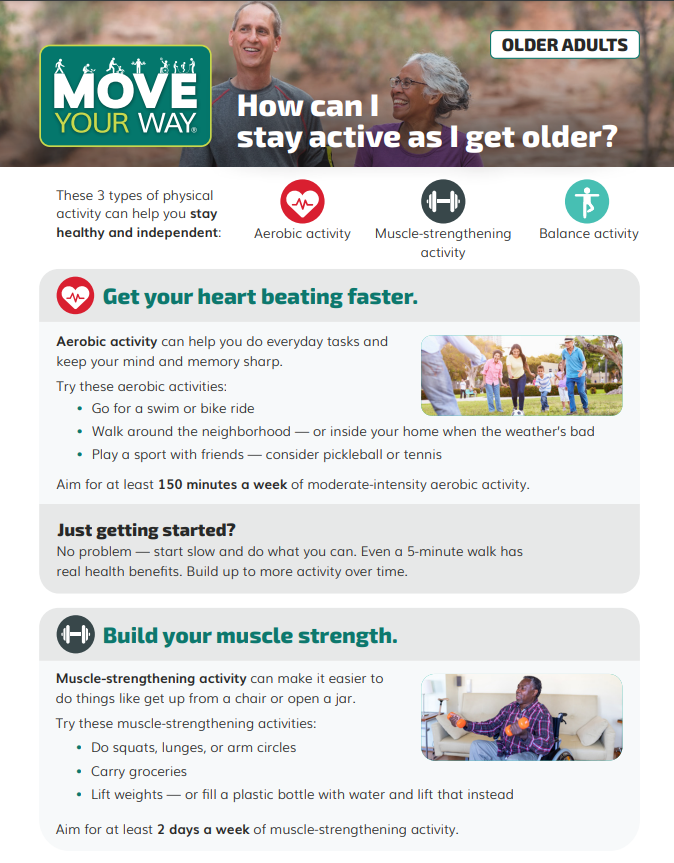 OLDER ADULTS
MOVE
YOUR WAY®
How can I
stay active as I get older?
These 3 types of physical
activity can help you stay
healthy and independent:
Aerobic activity
Muscle-strengthening
activity
Balance activity
Get your heart beating faster.
Aerobic activity can help you do everyday tasks and
keep your mind and memory sharp.
Try these aerobic activities:
• Go for a swim or bike ride
• Walk around the neighborhood — or inside your home when the weather's bad
• Play a sport with friends — consider pickleball or tennis
Aim for at least 150 minutes a week of moderate-intensity aerobic activity.
Just getting started?
No problem — start slow and do what you can. Even a 5-minute walk has
real health benefits. Build up to more activity over time.
Build your muscle strength.
Muscle-strengthening activity can make it easier to
do things like get up from a chair or open a jar.
Try these muscle-strengthening activities:
• Do squats, lunges, or arm circles
• Carry groceries
• Lift weights — or fill a plastic bottle with water and lift that instead
Aim for at least 2 days a week of muscle-strengthening activity.